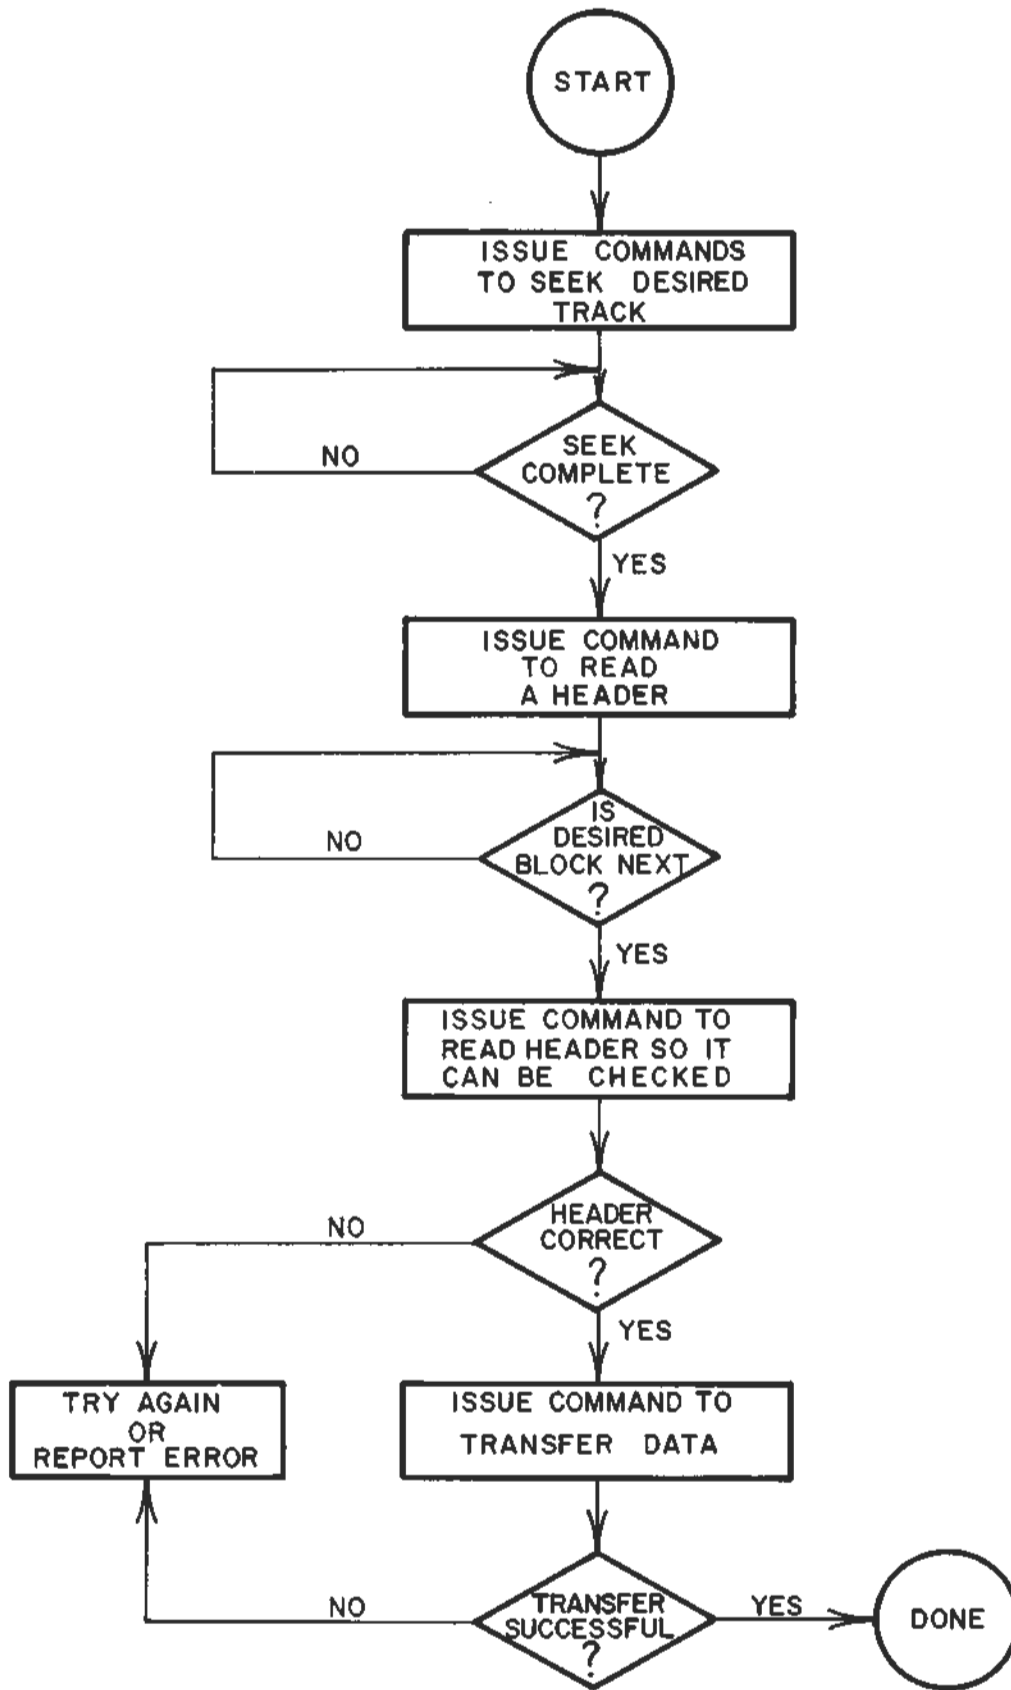 START
ISSUE COMMANDS
TO SEEK DESIRED
TRACK
SEEK
COMPLETE
?
NO
YES
ISSUE COMMAND
TO READ
A HEADER
IS
DESIRED
BLOCK NEXT
?
NO
YES
ISSUE COMMAND TO
READ HEADER SO IT
CAN BE CHECKED
HEADER
CORRECT
?
NO
YES
TRY AGAIN
OR
REPORT ERROR
ISSUE COMMAND TO
TRANSFER DATA
TRANSFER
SUCCESSFUL
?
NO
YES
DONE